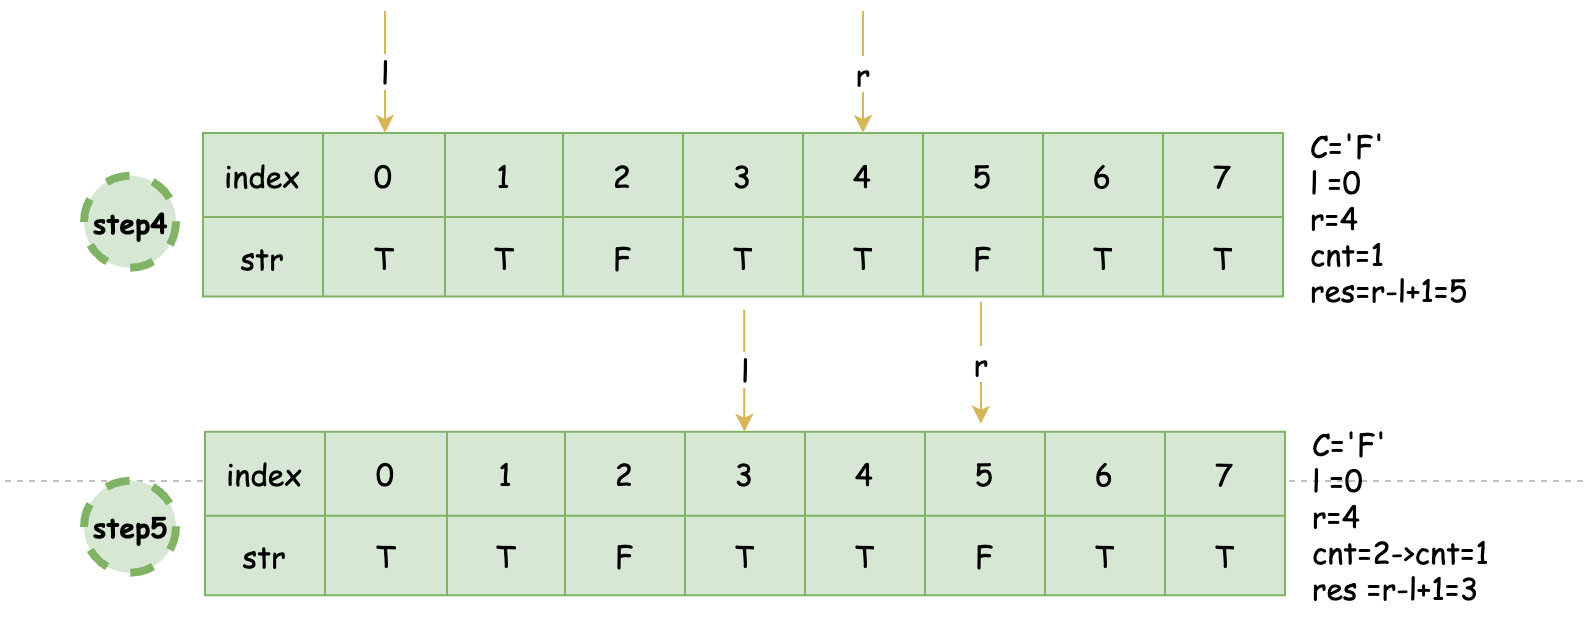 l r
index 0 1 2 3 4 5 6 7
str T T F T T F T T
step4
C='F'
l =0
r=4
cnt=1
res=r-l+1=5
l r
index 0 1 2 3 4 5 6 7
str T T F T T F T T
step5
C='F'
l =0
r=4
cnt=2->cnt=1
res =r-l+1=3